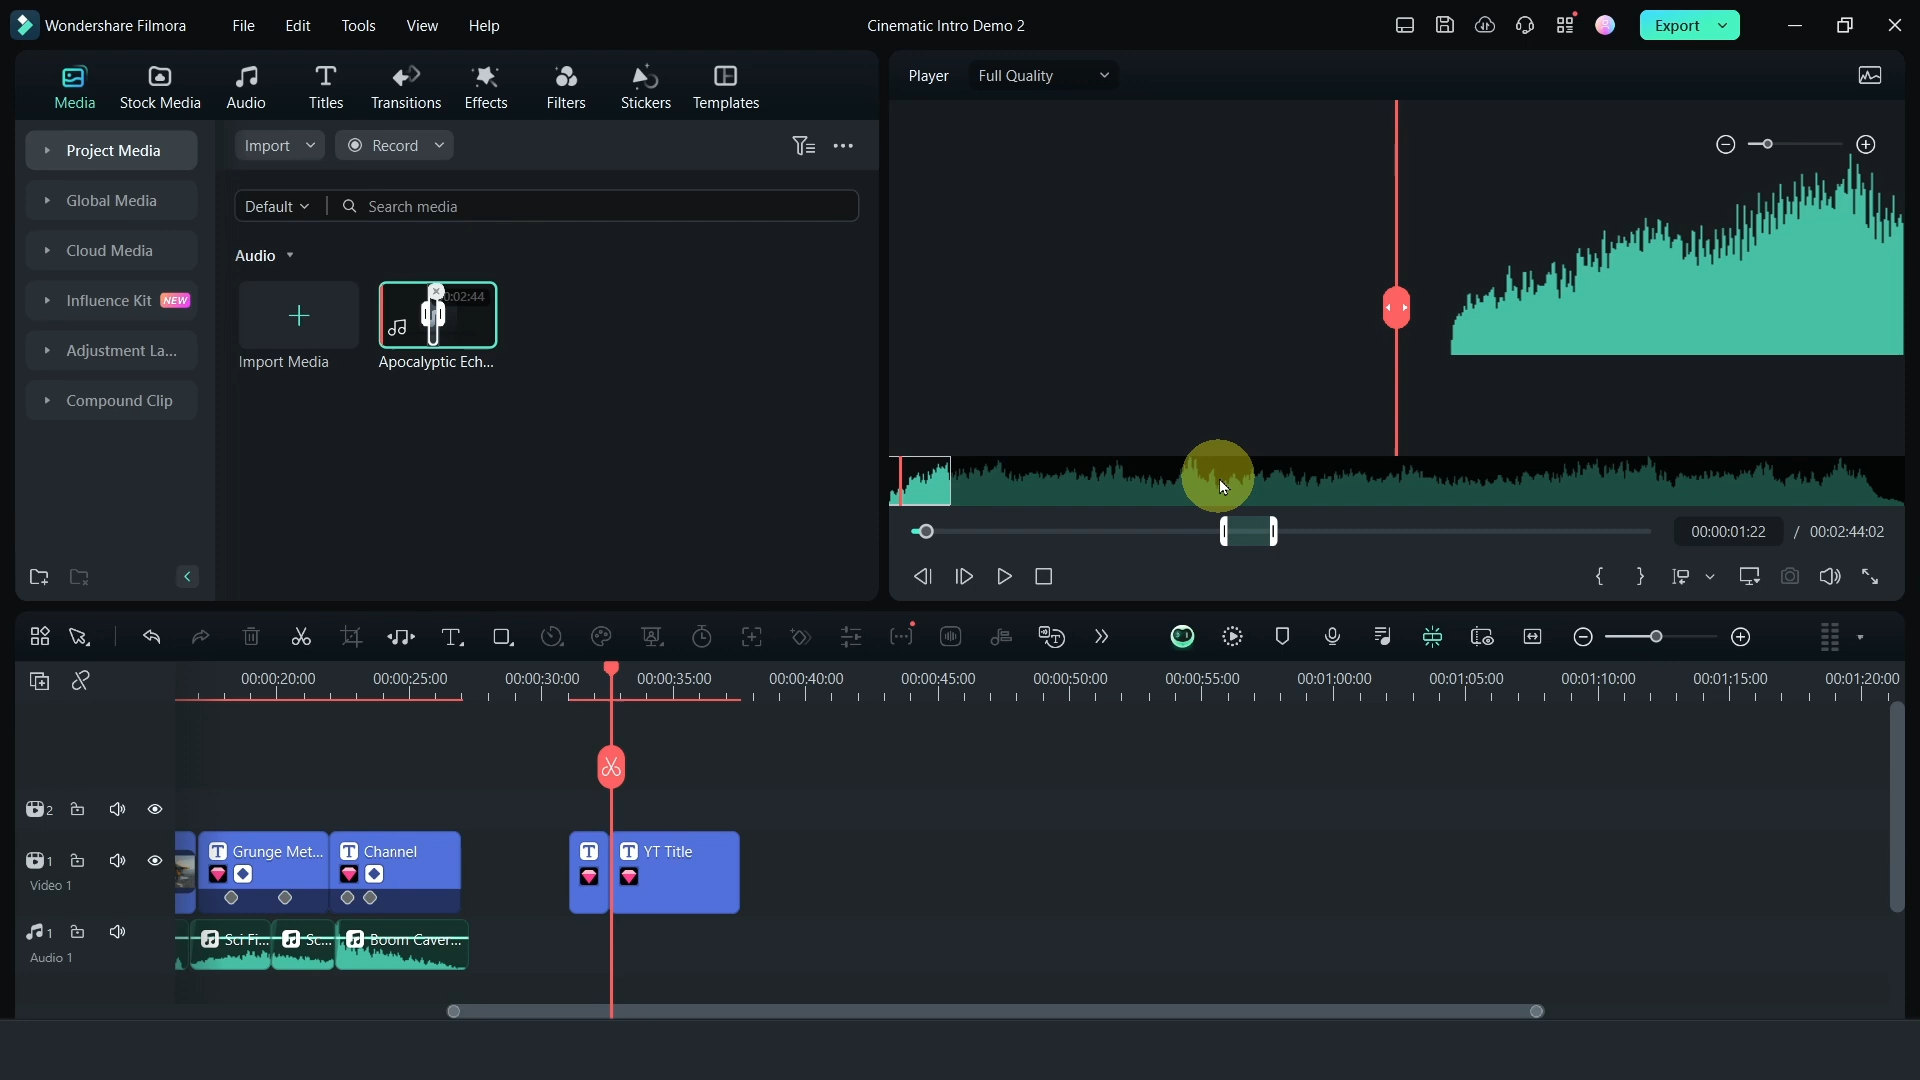 Wondershare Filmora
File
Edit
Tools
View
Help
Cinematic Intro Demo 2
Export
Media
Stock Media
Audio
Titles
Transitions
Effects
Filters
Stickers
Templates
Player
Full Quality
Project Media
Global Media
Cloud Media
Influence Kit NEW
Adjustment La...
Compound Clip
Import
Record
Default
Search media
Audio
Import Media
0:02:44
Apocalyptic Ech...
00:00:01:22 / 00:02:44:02
00:00:20:00
00:00:25:00
00:00:30:00
00:00:35:00
00:00:40:00
00:00:45:00
00:00:50:00
00:00:55:00
00:01:00:00
00:01:05:00
00:01:10:00
00:01:15:00
00:01:20:00
2
1
Video 1
Grunge Met...
Channel
YT Title
1
Audio 1
Sci Fi...
Sc...
Boom Caver...